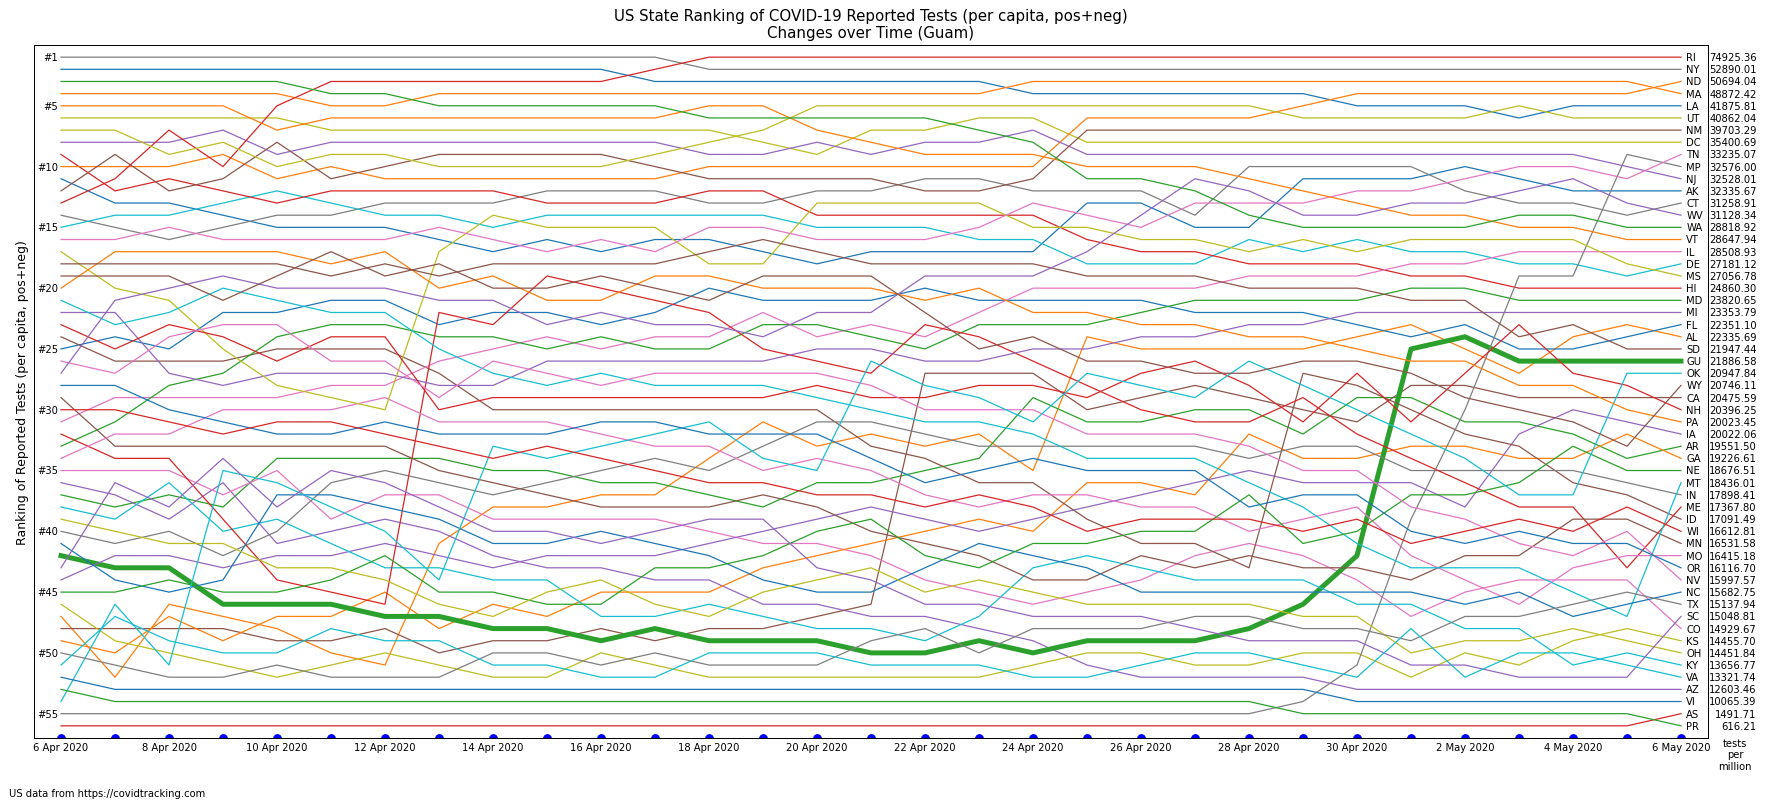 US State Ranking of COVID-19 Reported Tests (per capita, pos+neg)
Changes over Time (Guam)
Ranking of Reported Tests (per capita, pos+neg)
#1
#5
#10
#15
#20
#25
#30
#35
#40
#45
#50
#55
RI 74925.36
NY 52890.01
ND 50694.04
MA 48872.42
LA 41875.81
UT 40862.04
NM 39703.29
DC 35400.69
TN 33235.07
MP 32576.00
NJ 32528.01
AK 32335.67
CT 31258.91
WV 31128.34
WA 28818.92
VT 28647.94
IL 28508.93
DE 27181.12
MS 27056.78
HI 24860.30
MD 23820.65
MI 23353.79
FL 22351.10
AL 22335.69
SD 21947.44
GU 21886.58
OK 20947.84
WY 20746.11
CA 20475.59
NH 20396.25
PA 20023.45
IA 20022.06
AR 19551.50
GA 19226.61
NE 18676.51
MT 18436.01
IN 17898.41
ME 17367.80
ID 17091.49
WI 16612.81
MN 16531.58
MO 16415.18
OR 16116.70
NV 15997.57
NC 15682.75
TX 15137.94
SC 15048.81
CO 14929.67
KS 14455.70
OH 14451.84
KY 13656.77
VA 13321.74
AZ 12603.46
VI 10065.39
AS 1491.71
PR 616.21
6 Apr 2020 8 Apr 2020 10 Apr 2020 12 Apr 2020 14 Apr 2020 16 Apr 2020 18 Apr 2020 20 Apr 2020 22 Apr 2020 24 Apr 2020 26 Apr 2020 28 Apr 2020 30 Apr 2020 2 May 2020 4 May 2020 6 May 2020
tests
per
million
US data from https://covidtracking.com